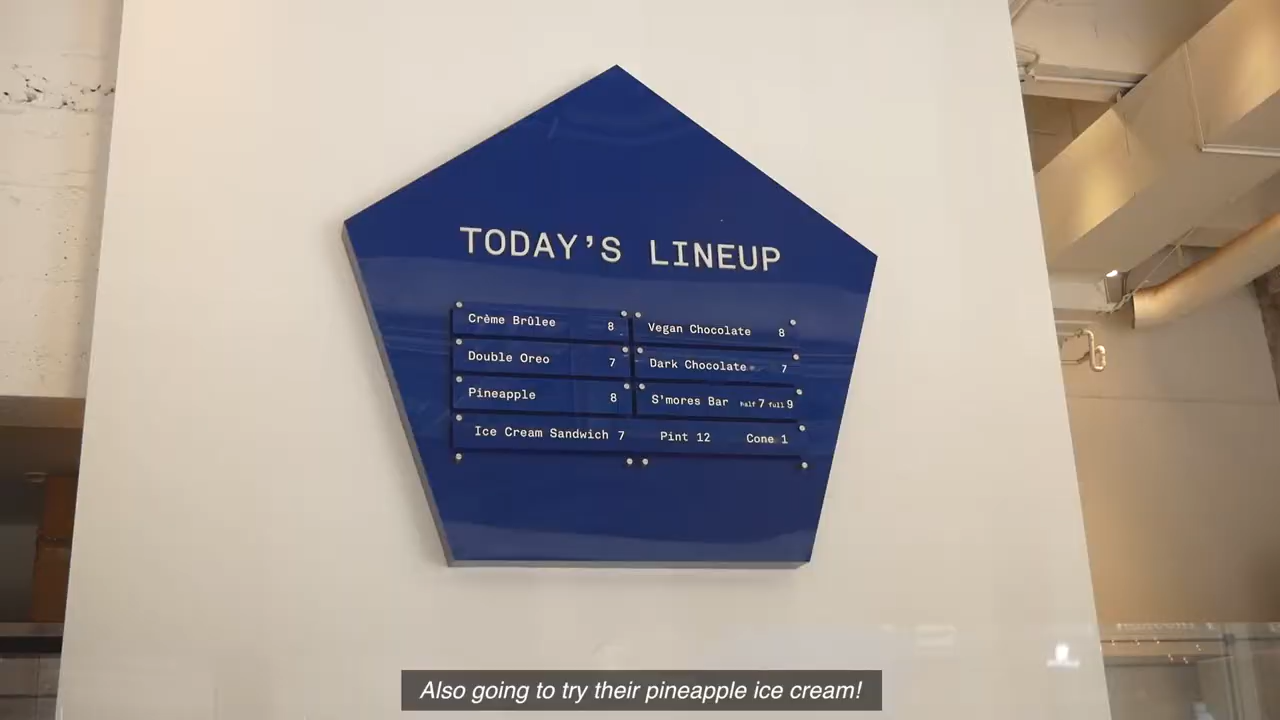 TODAY'S LINEUP
Crème Brûlee 8
Vegan Chocolate 8
Double Oreo 7
Dark Chocolate 7
Pineapple 8
S'mores Bar half 7 full 9
Ice Cream Sandwich 7 Pint 12 Cone 1
Also going to try their pineapple ice cream!